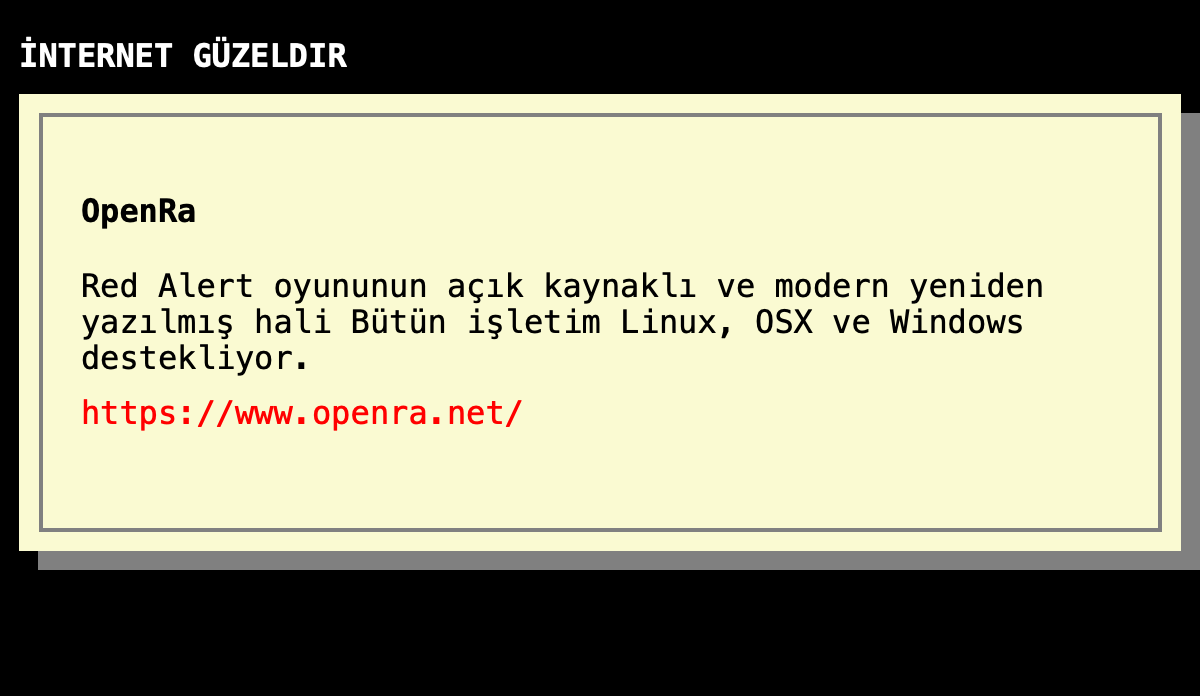 İNTERNET GÜZELDIR
OpenRa
Red Alert oyununun açık kaynaklı ve modern yeniden
yazılmış hali Bütün işletim Linux, OSX ve Windows
destekliyor.
https://www.openra.net/